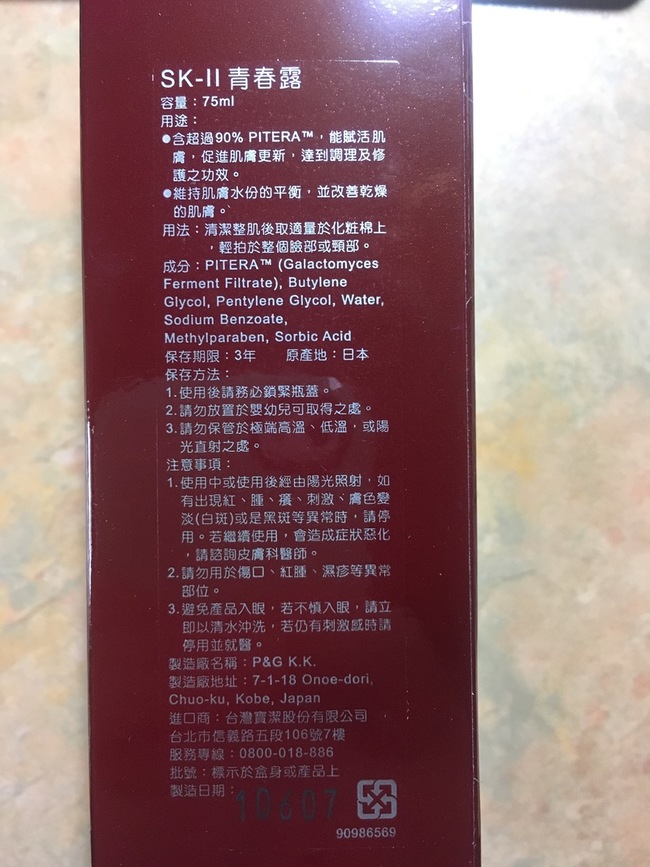 SK-II 青春露
容量：75ml
用途：
●含超過90% PITERA™，能賦活肌
膚，促進肌膚更新，達到調理及修
護之功效。
●維持肌膚水份的平衡，並改善乾燥
的肌膚。
用法：清潔整肌後取適量於化粧棉上
，輕拍於整個臉部或頸部。
成分：PITERA™ (Galactomyces
Ferment Filtrate), Butylene
Glycol, Pentylene Glycol, Water,
Sodium Benzoate,
Methylparaben, Sorbic Acid
保存期限：3年　原產地：日本
保存方法：
1.使用後請務必鎖緊瓶蓋。
2.請勿放置於嬰幼兒可取得之處。
3.請勿保管於極端高溫、低溫，或陽
光直射之處。
注意事項：
1.使用中或使用後經由陽光照射，如
有出現紅、腫、癢、刺激、膚色變
淡(白斑)或是黑斑等異常時，請停
用。若繼續使用，會造成症狀惡化
，請諮詢皮膚科醫師。
2.請勿用於傷口、紅腫、濕疹等異常
部位。
3.避免產品入眼，若不慎入眼，請立
即以清水沖洗，若仍有刺激感時請
停用並就醫。
製造廠名稱：P&G K.K.
製造廠地址：7-1-18 Onoe-dori,
Chuo-ku, Kobe, Japan
進口商：台灣寶潔股份有限公司
台北市信義路五段106號7樓
服務專線：0800-018-886
批號：標示於盒身或產品上
製造日期：10607
90986569